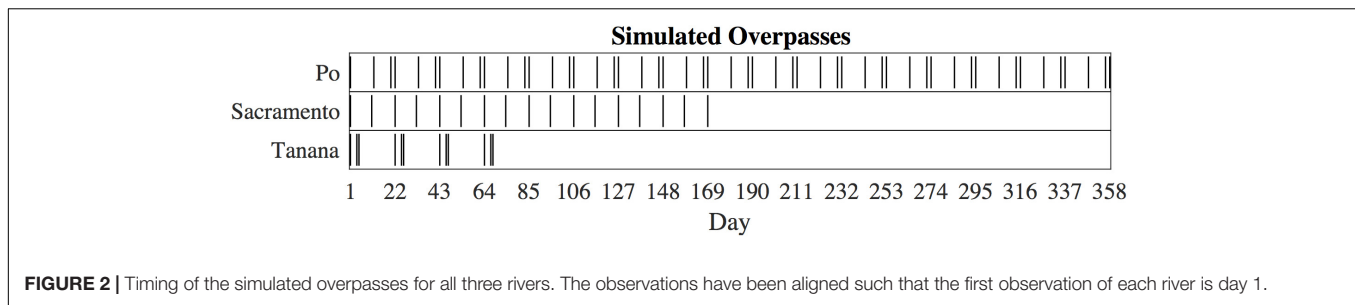 Simulated Overpasses
Po
Sacramento
Tanana
1 22 43 64 85 106 127 148 169 190 211 232 253 274 295 316 337 358
Day
FIGURE 2 | Timing of the simulated overpasses for all three rivers. The observations have been aligned such that the first observation of each river is day 1.